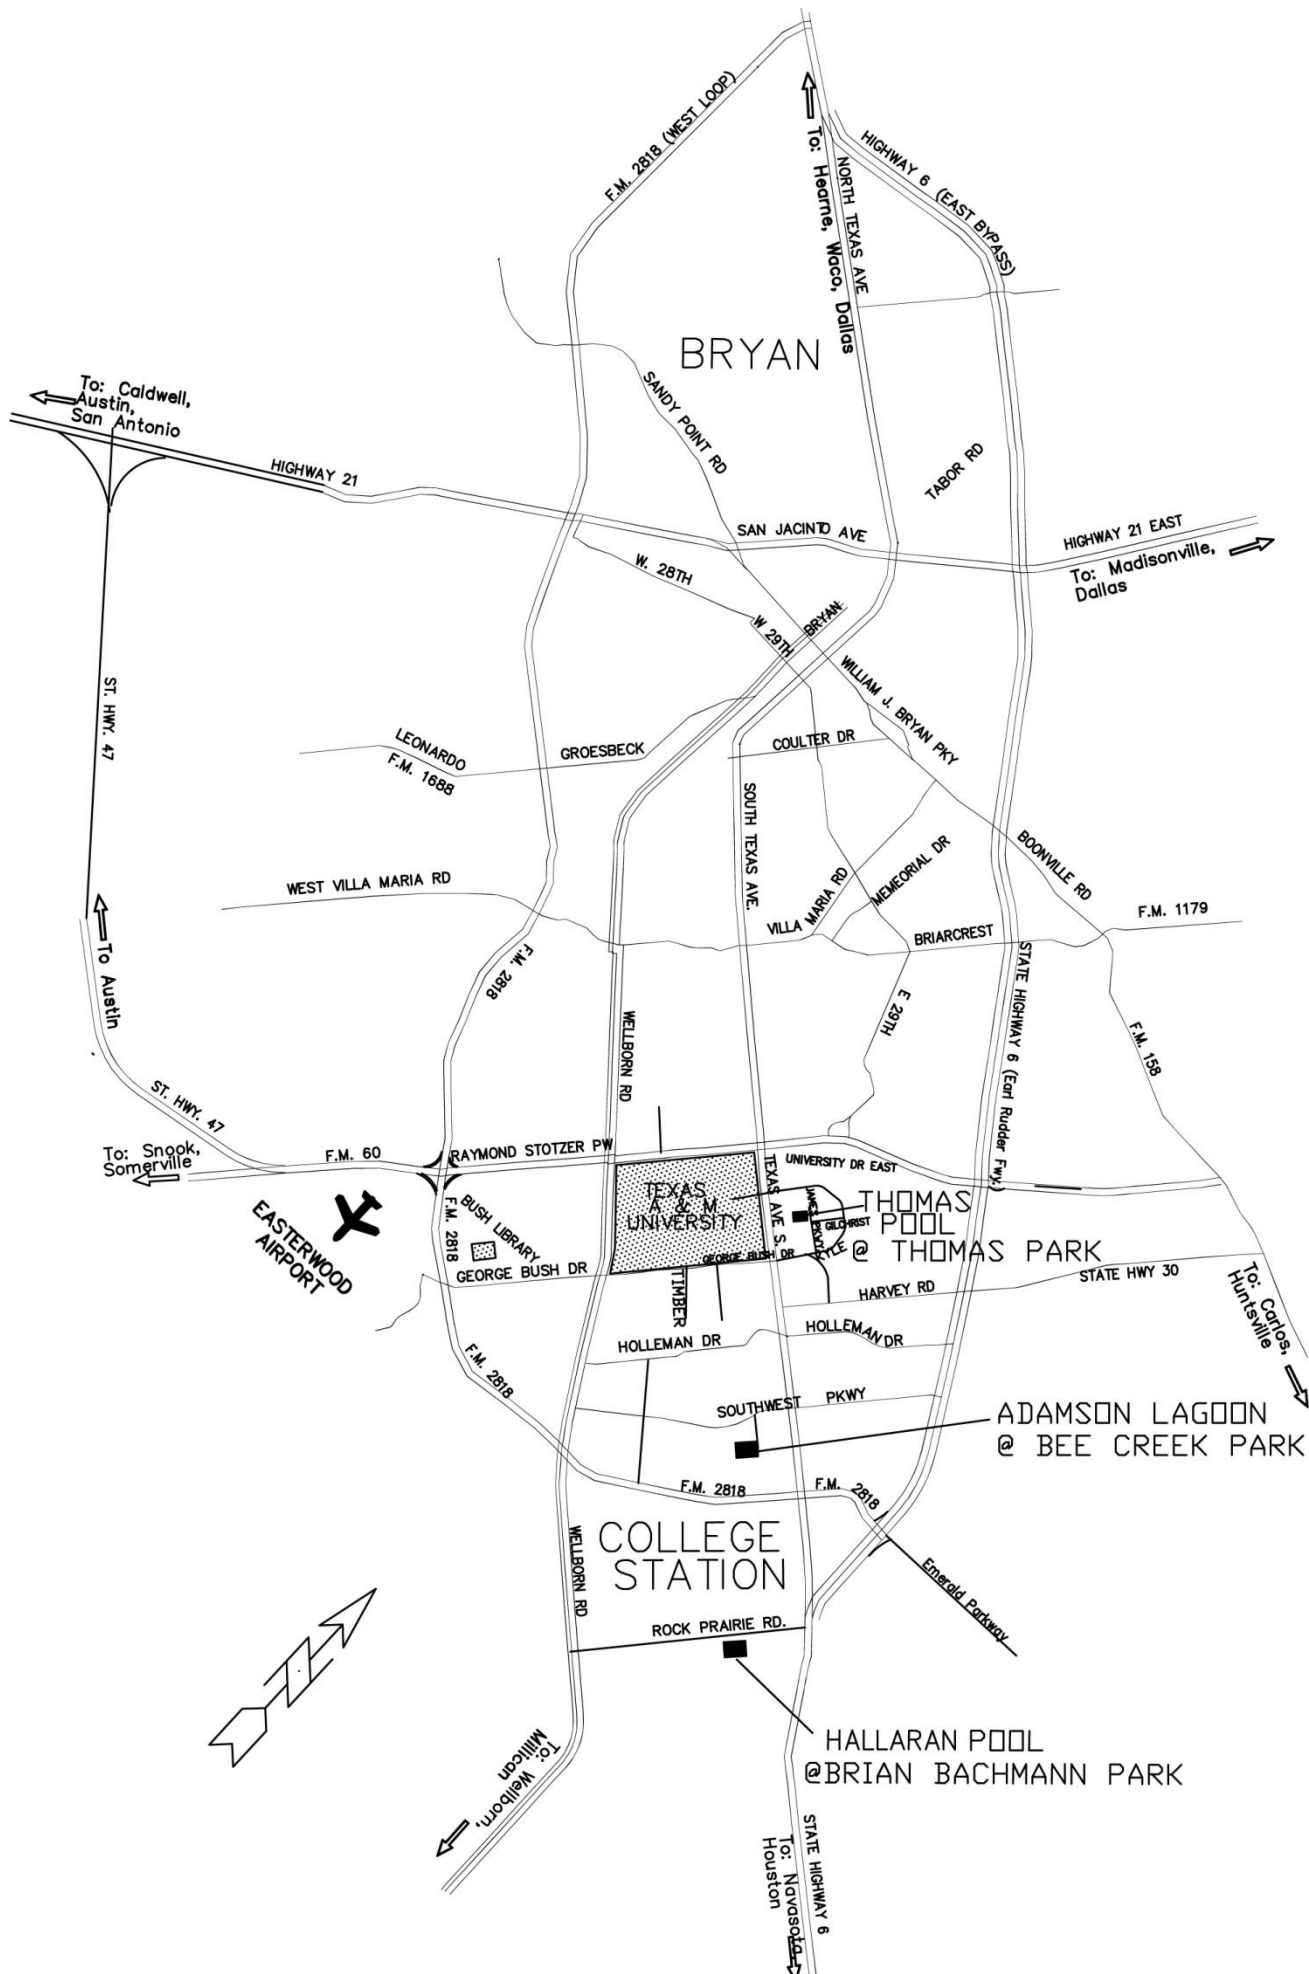 F.M. 2818 (WEST LOOP)
To: Hearne, Waco, Dallas
NORTH TEXAS AVE
HIGHWAY 6 (EAST BYPASS)
BRYAN
SANDY POINT RD
To: Caldwell,
Austin,
San Antonio
HIGHWAY 21
TABOR RD
SAN JACINTO AVE
HIGHWAY 21 EAST
To: Madisonville,
Dallas
W. 28TH
W 29TH
BRYAN
WILLIAM J. BRYAN PKY
ST. HWY. 47
LEONARDO
F.M. 1688
GROESBECK
COULTER DR
SOUTH TEXAS AVE.
BOONVILLE RD
WEST VILLA MARIA RD
VILLA MARIA RD
MEMEORIAL DR
BRIARCREST
F.M. 1179
To Austin
F.M. 2818
E 29TH
STATE HIGHWAY 6 (Earl Rudder Fwy.)
F.M. 158
WELLBORN RD
ST. HWY. 47
To: Snook,
Somerville
F.M. 60
RAYMOND STOTZER PW
UNIVERSITY DR EAST
TEXAS
A & M
UNIVERSITY
TEXAS AVE S.
JAMES PKWY
GILCHRIST
KYLE
THOMAS
POOL
@ THOMAS PARK
EASTERWOOD
AIRPORT
F.M. 2818
BUSH LIBRARY
GEORGE BUSH DR
GEORGE BUSH DR
TIMBER
HARVEY RD
STATE HWY 30
To: Carlos,
Huntsville
HOLLEMAN DR
HOLLEMAN DR
F.M. 2818
SOUTHWEST PKWY
ADAMSON LAGOON
@ BEE CREEK PARK
F.M. 2818
F.M. 2818
COLLEGE
STATION
WELLBORN RD
Emerald Parkway
ROCK PRAIRIE RD.
HALLARAN POOL
@BRIAN BACHMANN PARK
To: Wellborn,
Millican
STATE HIGHWAY 6
To: Navasota,
Houston